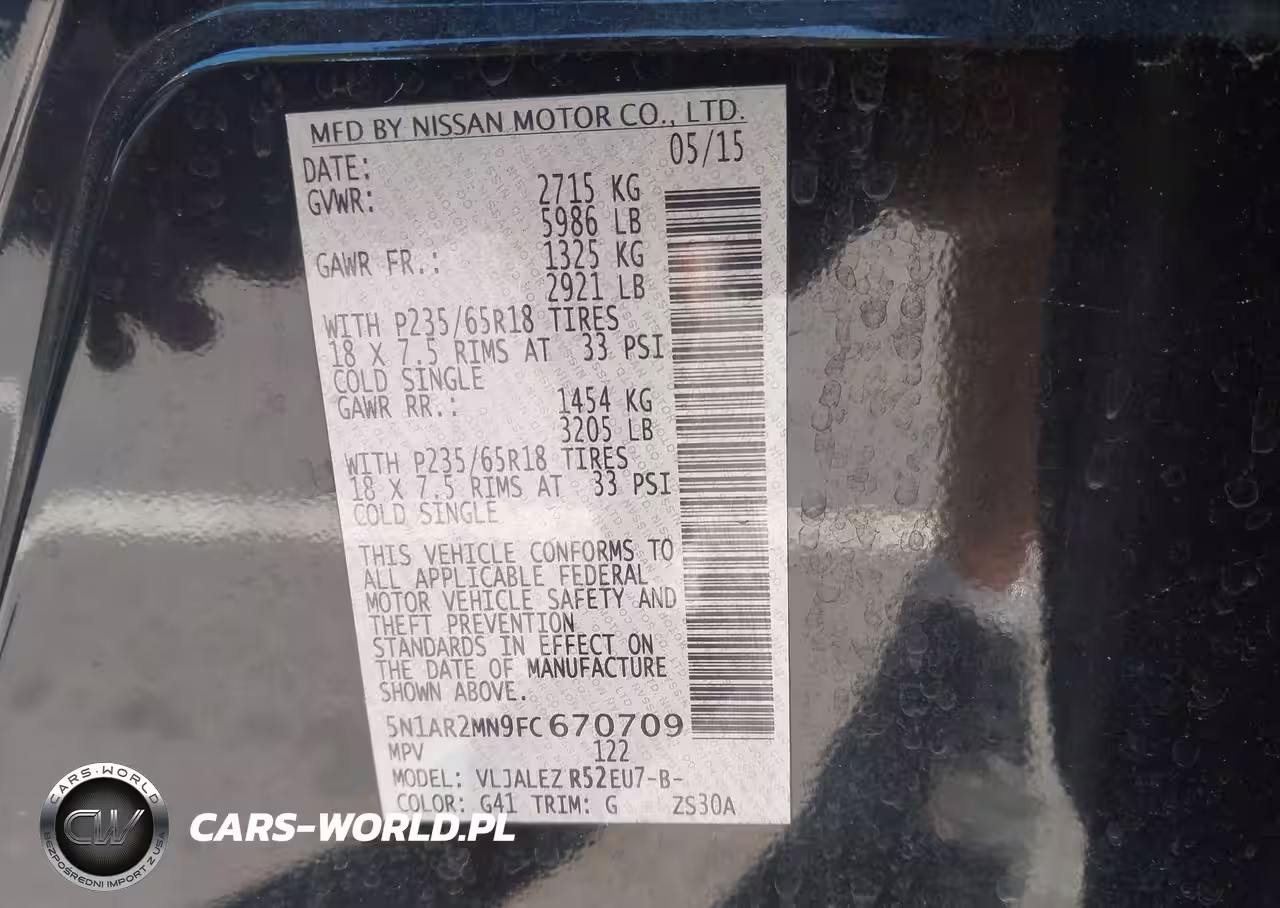 MFD BY NISSAN MOTOR CO., LTD.
DATE: 05/15
GVWR: 2715 KG
5986 LB
GAWR FR.: 1325 KG
2921 LB
WITH P235/65R18 TIRES
18 X 7.5 RIMS AT 33 PSI
COLD SINGLE
GAWR RR.: 1454 KG
3205 LB
WITH P235/65R18 TIRES
18 X 7.5 RIMS AT 33 PSI
COLD SINGLE
THIS VEHICLE CONFORMS TO
ALL APPLICABLE FEDERAL
MOTOR VEHICLE SAFETY AND
THEFT PREVENTION
STANDARDS IN EFFECT ON
THE DATE OF MANUFACTURE
SHOWN ABOVE.
5N1AR2MN9FC670709
MPV 122
MODEL: VLJALEZ R52EU7-B-
COLOR: G41 TRIM: G ZS30A
CARS-WORLD
CW
BEZPOŚREDNI IMPORT Z USA
CARS-WORLD.PL